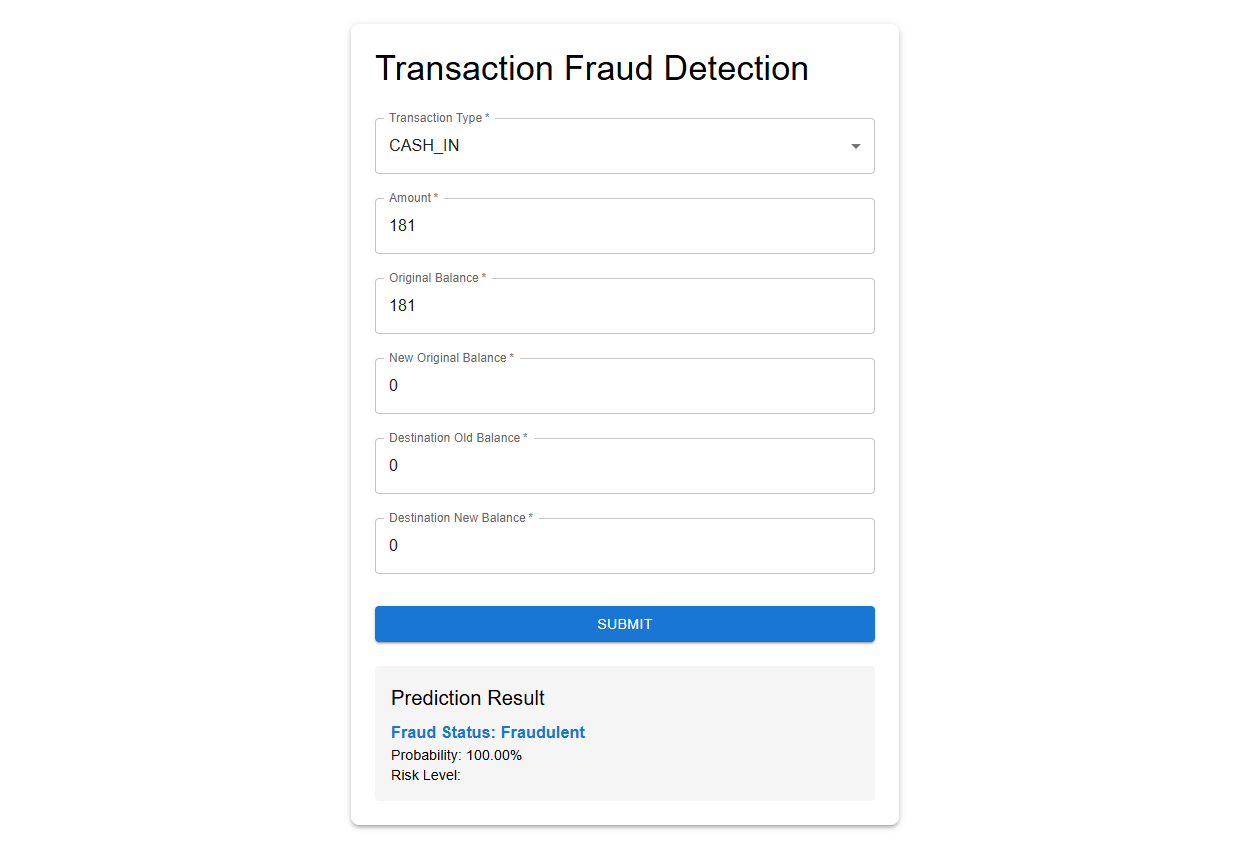 Transaction Fraud Detection
Transaction Type *
CASH_IN
Amount *
181
Original Balance *
181
New Original Balance *
0
Destination Old Balance *
0
Destination New Balance *
0
SUBMIT
Prediction Result
Fraud Status: Fraudulent
Probability: 100.00%
Risk Level: